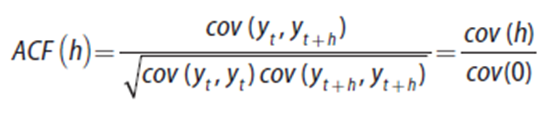 ACF (h) = cov (y_t, y_{t+h}) / √cov (y_t, y_t) cov (y_{t+h}, y_{t+h}) = cov (h) / cov(0)